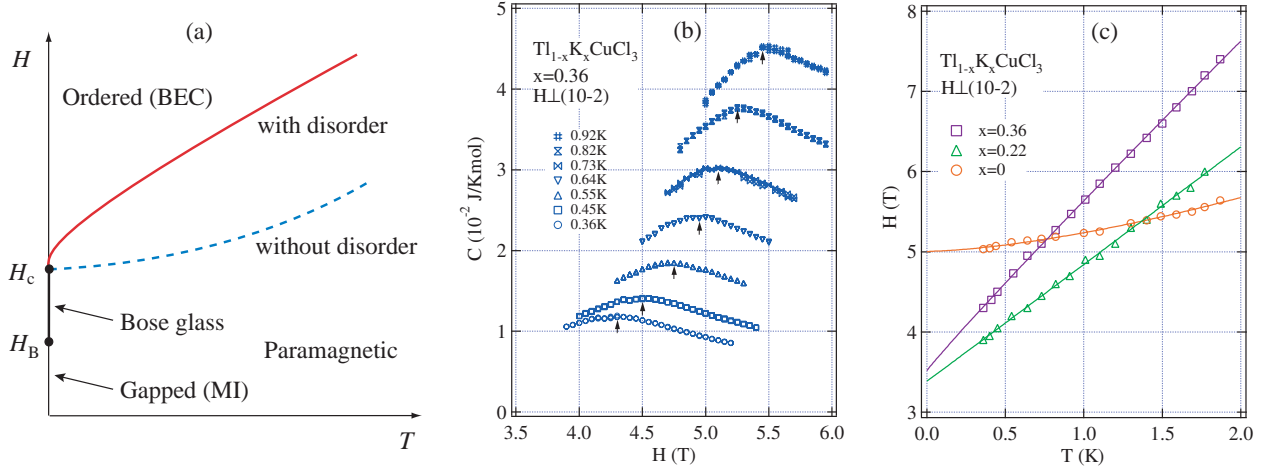 (a)
H
Ordered (BEC)
with disorder
without disorder
H_c
Bose glass
H_B
Paramagnetic
Gapped (MI)
T
(b)
Tl_{1-x}K_xCuCl_3
x=0.36
H⊥(10-2)
0.92K
0.82K
0.73K
0.64K
0.55K
0.45K
0.36K
C (10^{-2} J/Kmol)
5
4
3
2
1
0
3.5 4.0 4.5 5.0 5.5 6.0
H (T)
(c)
Tl_{1-x}K_xCuCl_3
H⊥(10-2)
x=0.36
x=0.22
x=0
H (T)
8
7
6
5
4
3
0.0 0.5 1.0 1.5 2.0
T (K)